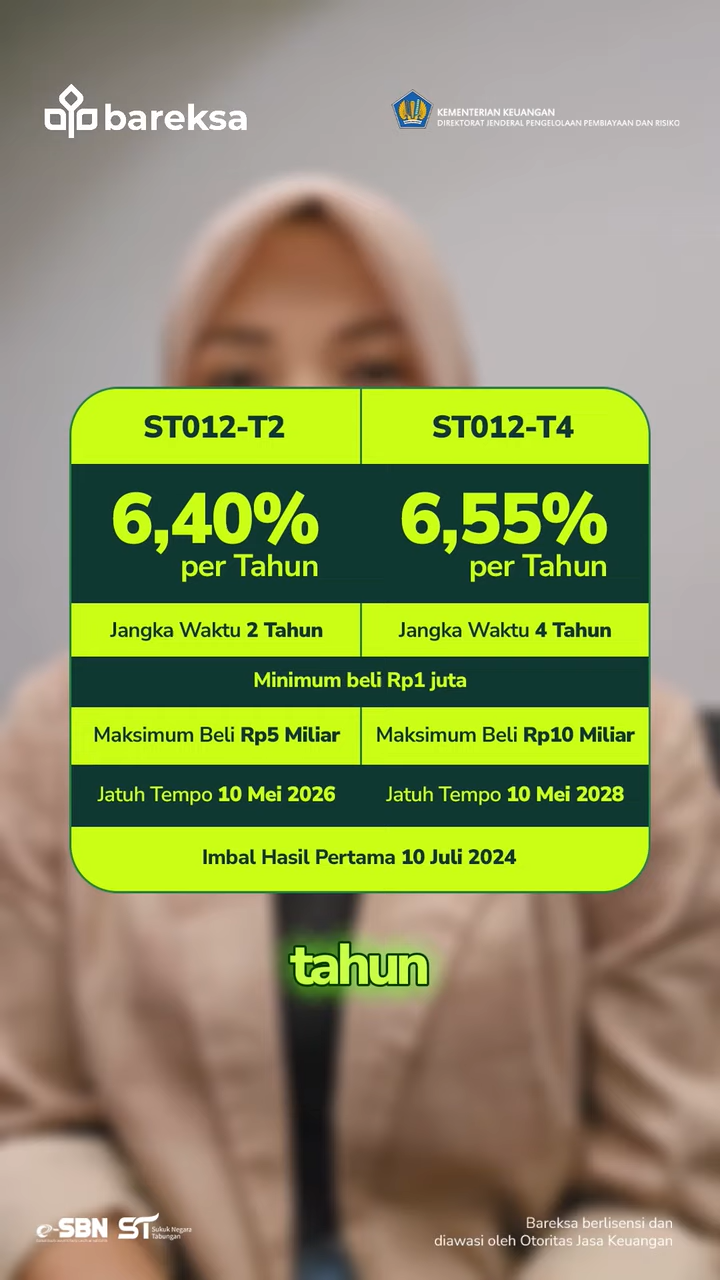 bareksa
KEMENTERIAN KEUANGAN
DIREKTORAT JENDERAL PENGELOLAAN PEMBIAYAAN DAN RISIKO
ST012-T2
ST012-T4
6,40%
per Tahun
6,55%
per Tahun
Jangka Waktu 2 Tahun
Jangka Waktu 4 Tahun
Minimum beli Rp1 juta
Maksimum Beli Rp5 Miliar
Maksimum Beli Rp10 Miliar
Jatuh Tempo 10 Mei 2026
Jatuh Tempo 10 Mei 2028
Imbal Hasil Pertama 10 Juli 2024
tahun
e-SBN
ST
Sukuk Negara
Tabungan
Bareksa berlisensi dan
diawasi oleh Otoritas Jasa Keuangan